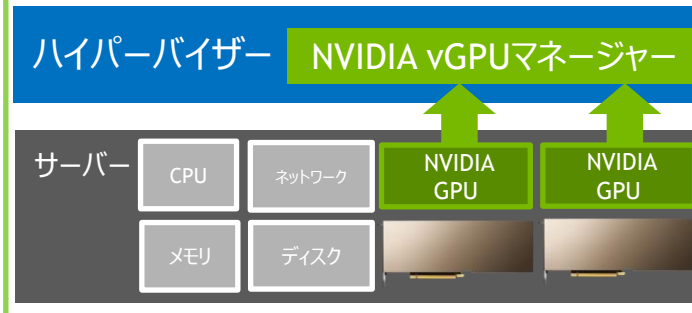 ハイパーバイザー
NVIDIA vGPUマネージャー
サーバー
CPU
ネットワーク
NVIDIA
GPU
NVIDIA
GPU
メモリ
ディスク